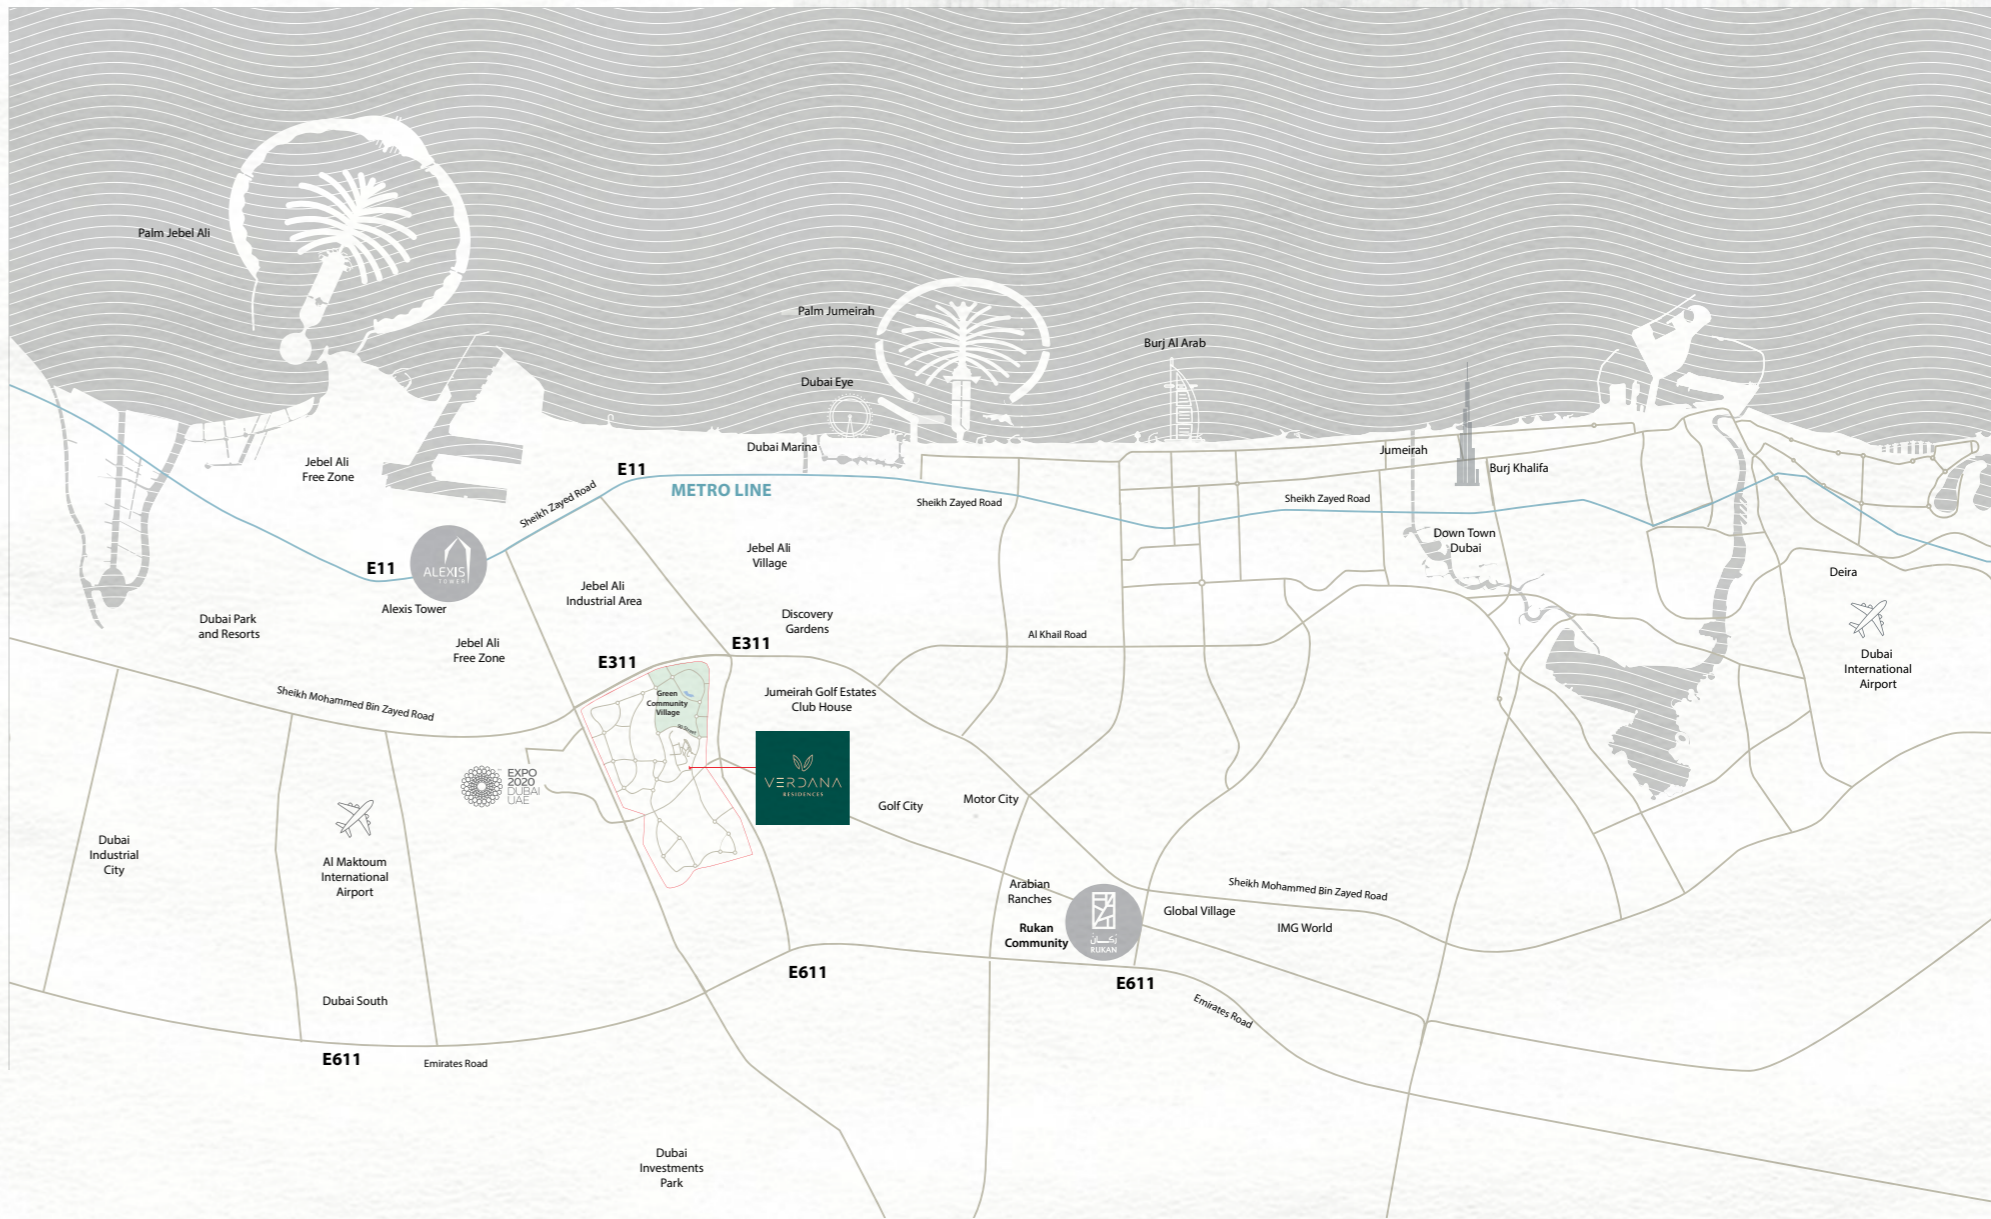 Palm Jebel Ali
Palm Jumeirah
Burj Al Arab
Dubai Eye
Dubai Marina
Jumeirah
Burj Khalifa
Jebel Ali
Free Zone
E11
METRO LINE
Sheikh Zayed Road
Sheikh Zayed Road
Sheikh Zayed Road
Down Town
Dubai
E11
ALEXIS
TOWER
Alexis Tower
Jebel Ali
Village
Jebel Ali
Industrial Area
Deira
Dubai Park
and Resorts
Discovery
Gardens
Jebel Ali
Free Zone
E311
E311
Al Khail Road
Dubai
International
Airport
Sheikh Mohammed Bin Zayed Road
Green
Community
Village
Jumeirah Golf Estates
Club House
EXPO
2020
DUBAI
UAE
VERDANA
RESIDENCES
Golf City
Motor City
Dubai
Industrial
City
Al Maktoum
International
Airport
Arabian
Ranches
Sheikh Mohammed Bin Zayed Road
Rukan
Community
رُكـــان
RUKAN
Global Village
IMG World
E611
E611
Dubai South
Emirates Road
E611
Emirates Road
Dubai
Investments
Park